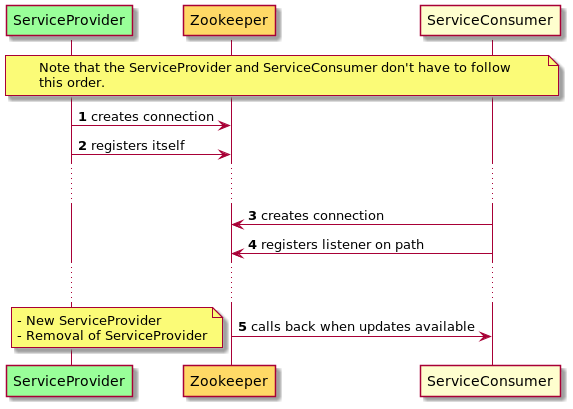 ServiceProvider
Zookeeper
ServiceConsumer
Note that the ServiceProvider and ServiceConsumer don't have to follow
this order.
1 creates connection
2 registers itself
3 creates connection
4 registers listener on path
- New ServiceProvider
- Removal of ServiceProvider
5 calls back when updates available
ServiceProvider
Zookeeper
ServiceConsumer